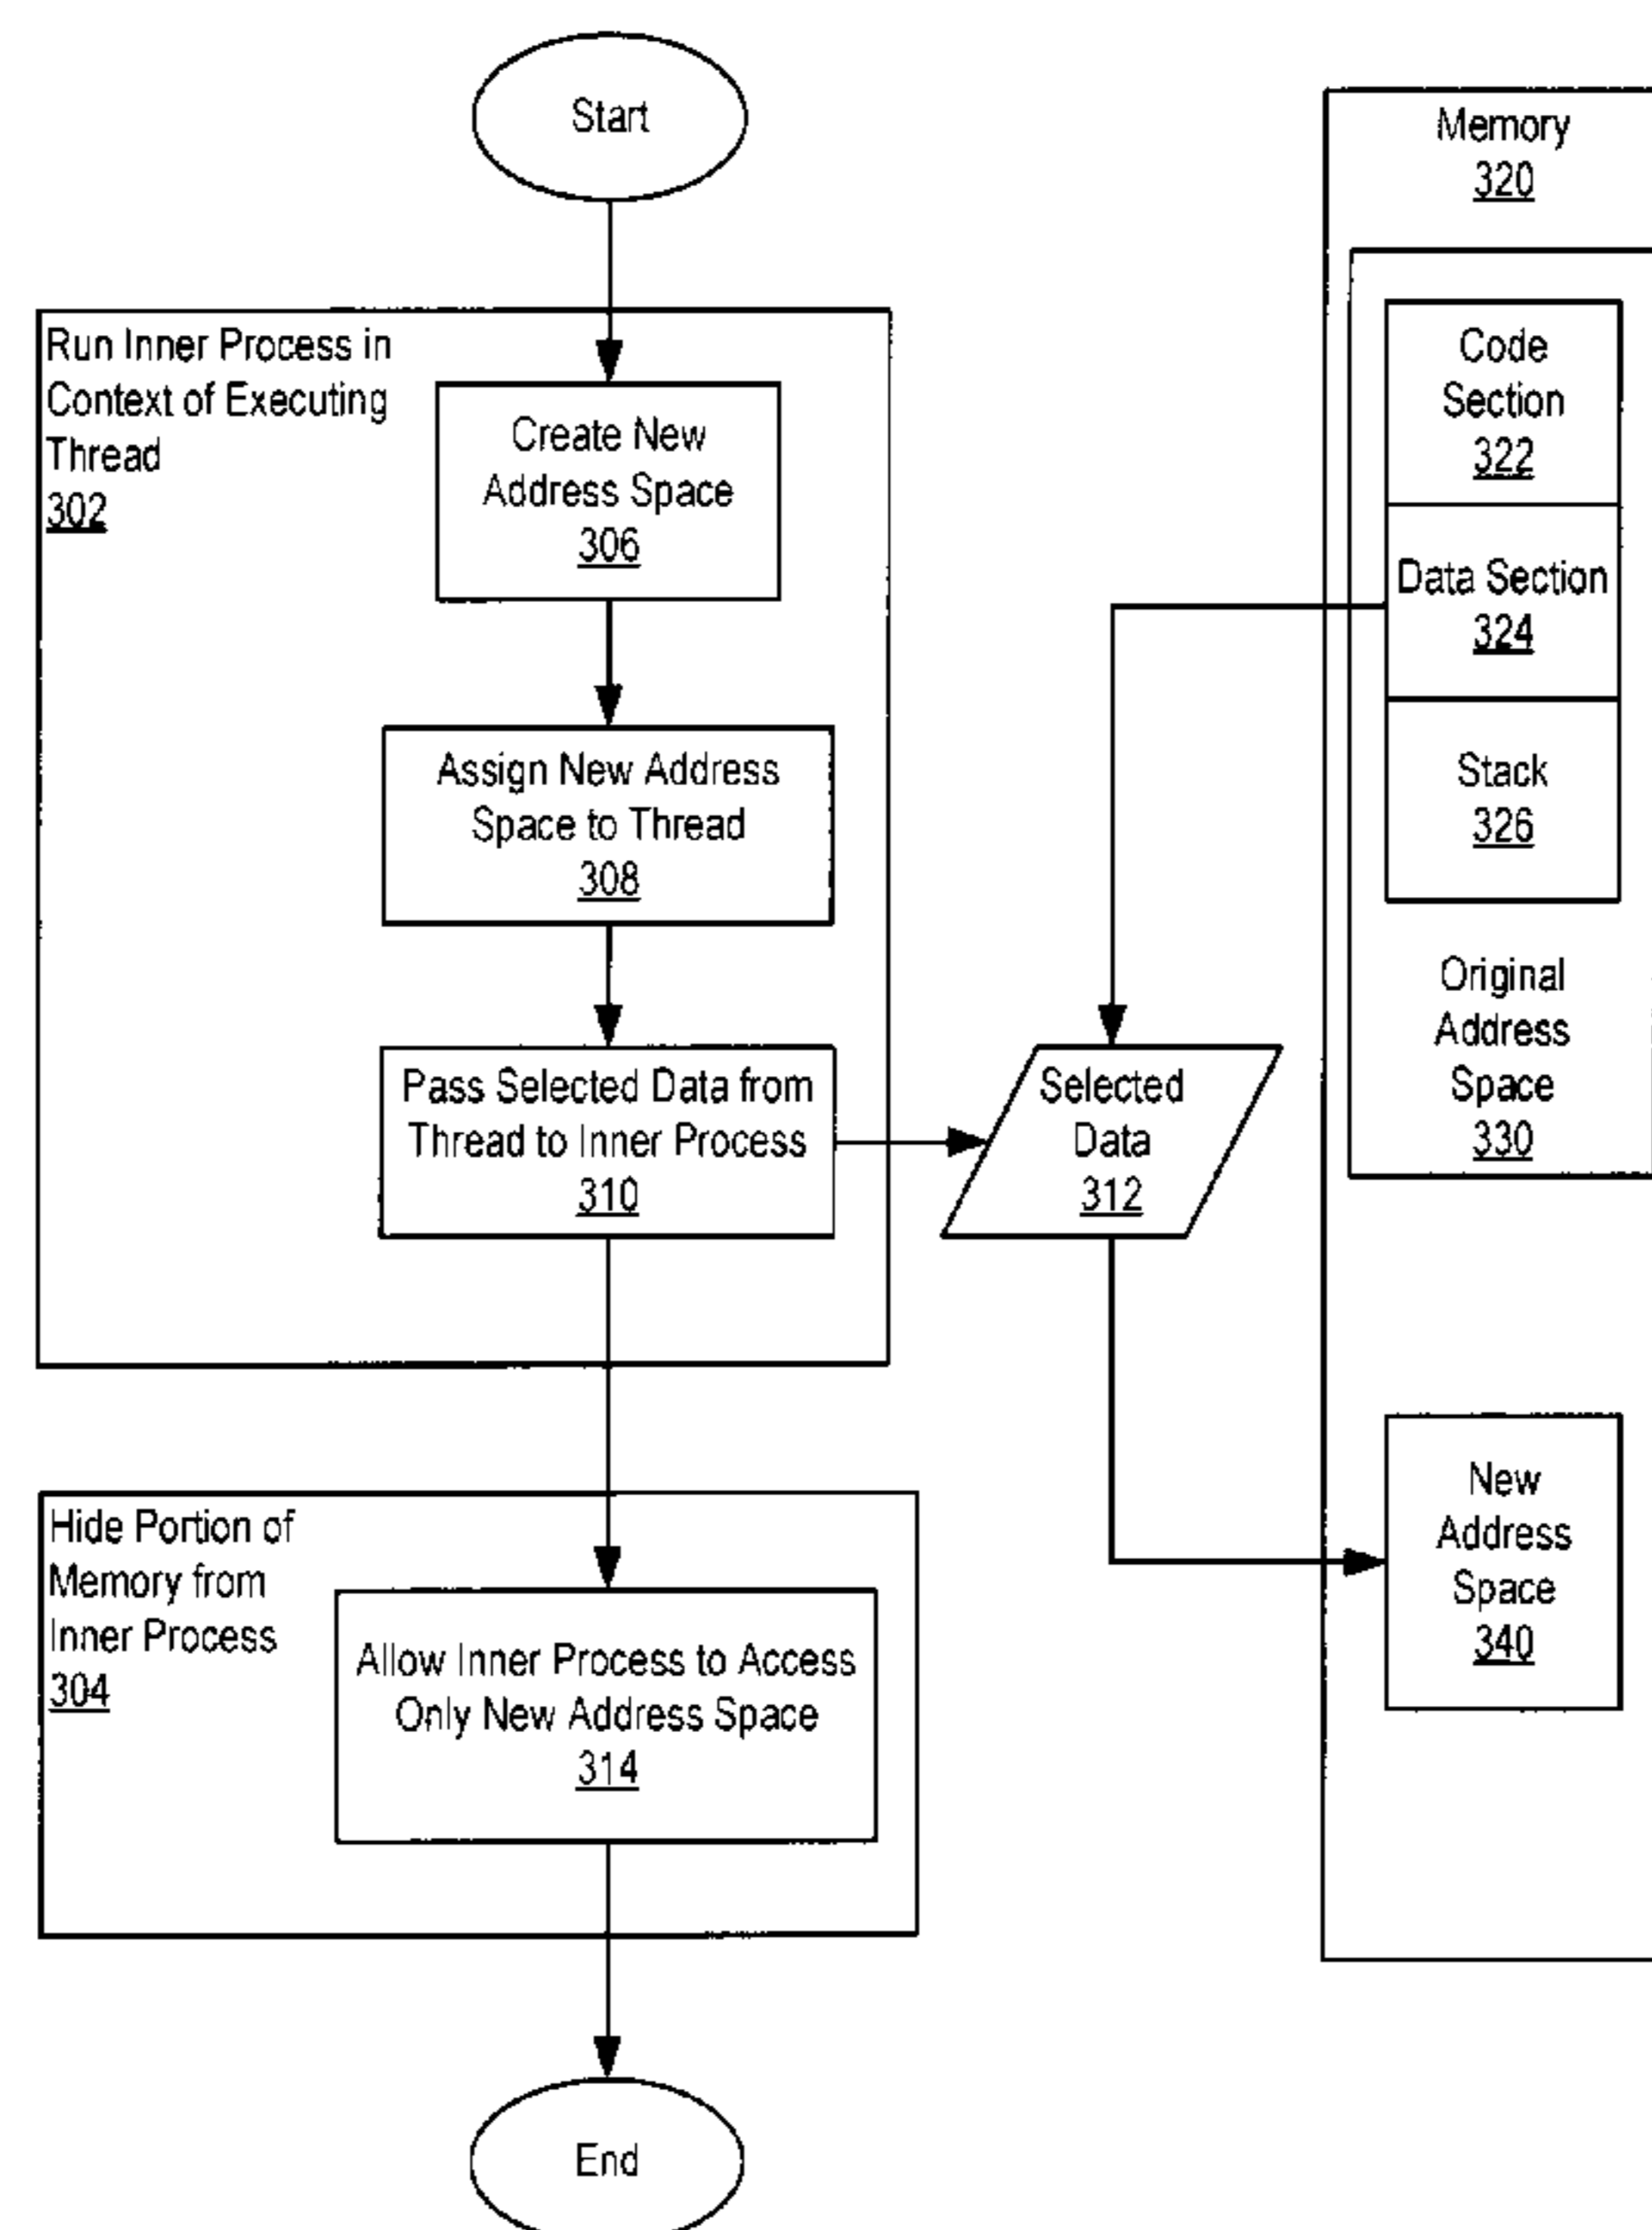 Start
Run Inner Process in
Context of Executing
Thread
302
Create New
Address Space
306
Assign New Address
Space to Thread
308
Pass Selected Data from
Thread to Inner Process
310
Selected
Data
312
Hide Portion of
Memory from
Inner Process
304
Allow Inner Process to Access
Only New Address Space
314
End
Memory
320
Code
Section
322
Data Section
324
Stack
326
Original
Address
Space
330
New
Address
Space
340